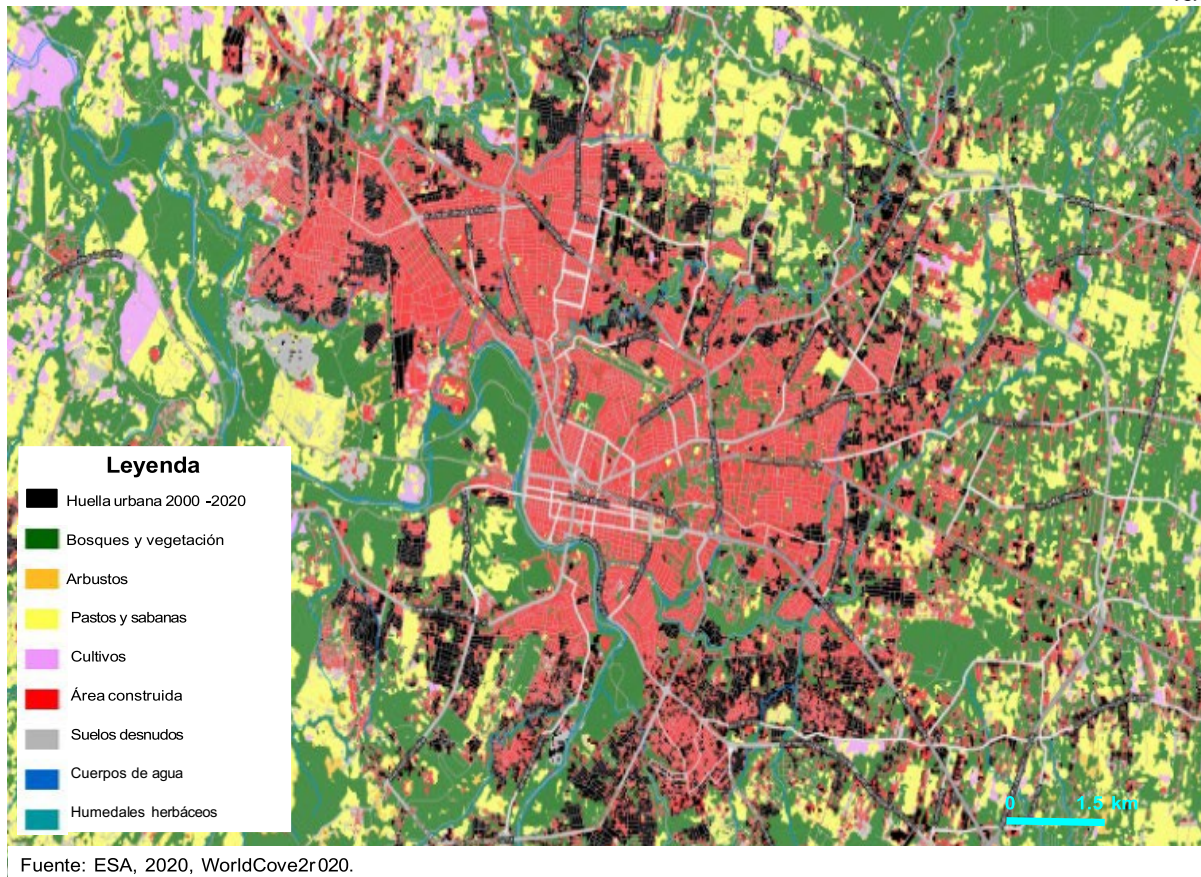 Leyenda
Huella urbana 2000 -2020
Bosques y vegetación
Arbustos
Pastos y sabanas
Cultivos
Área construida
Suelos desnudos
Cuerpos de agua
Humedales herbáceos
0 1.5 km
Fuente: ESA, 2020, WorldCove2r020.